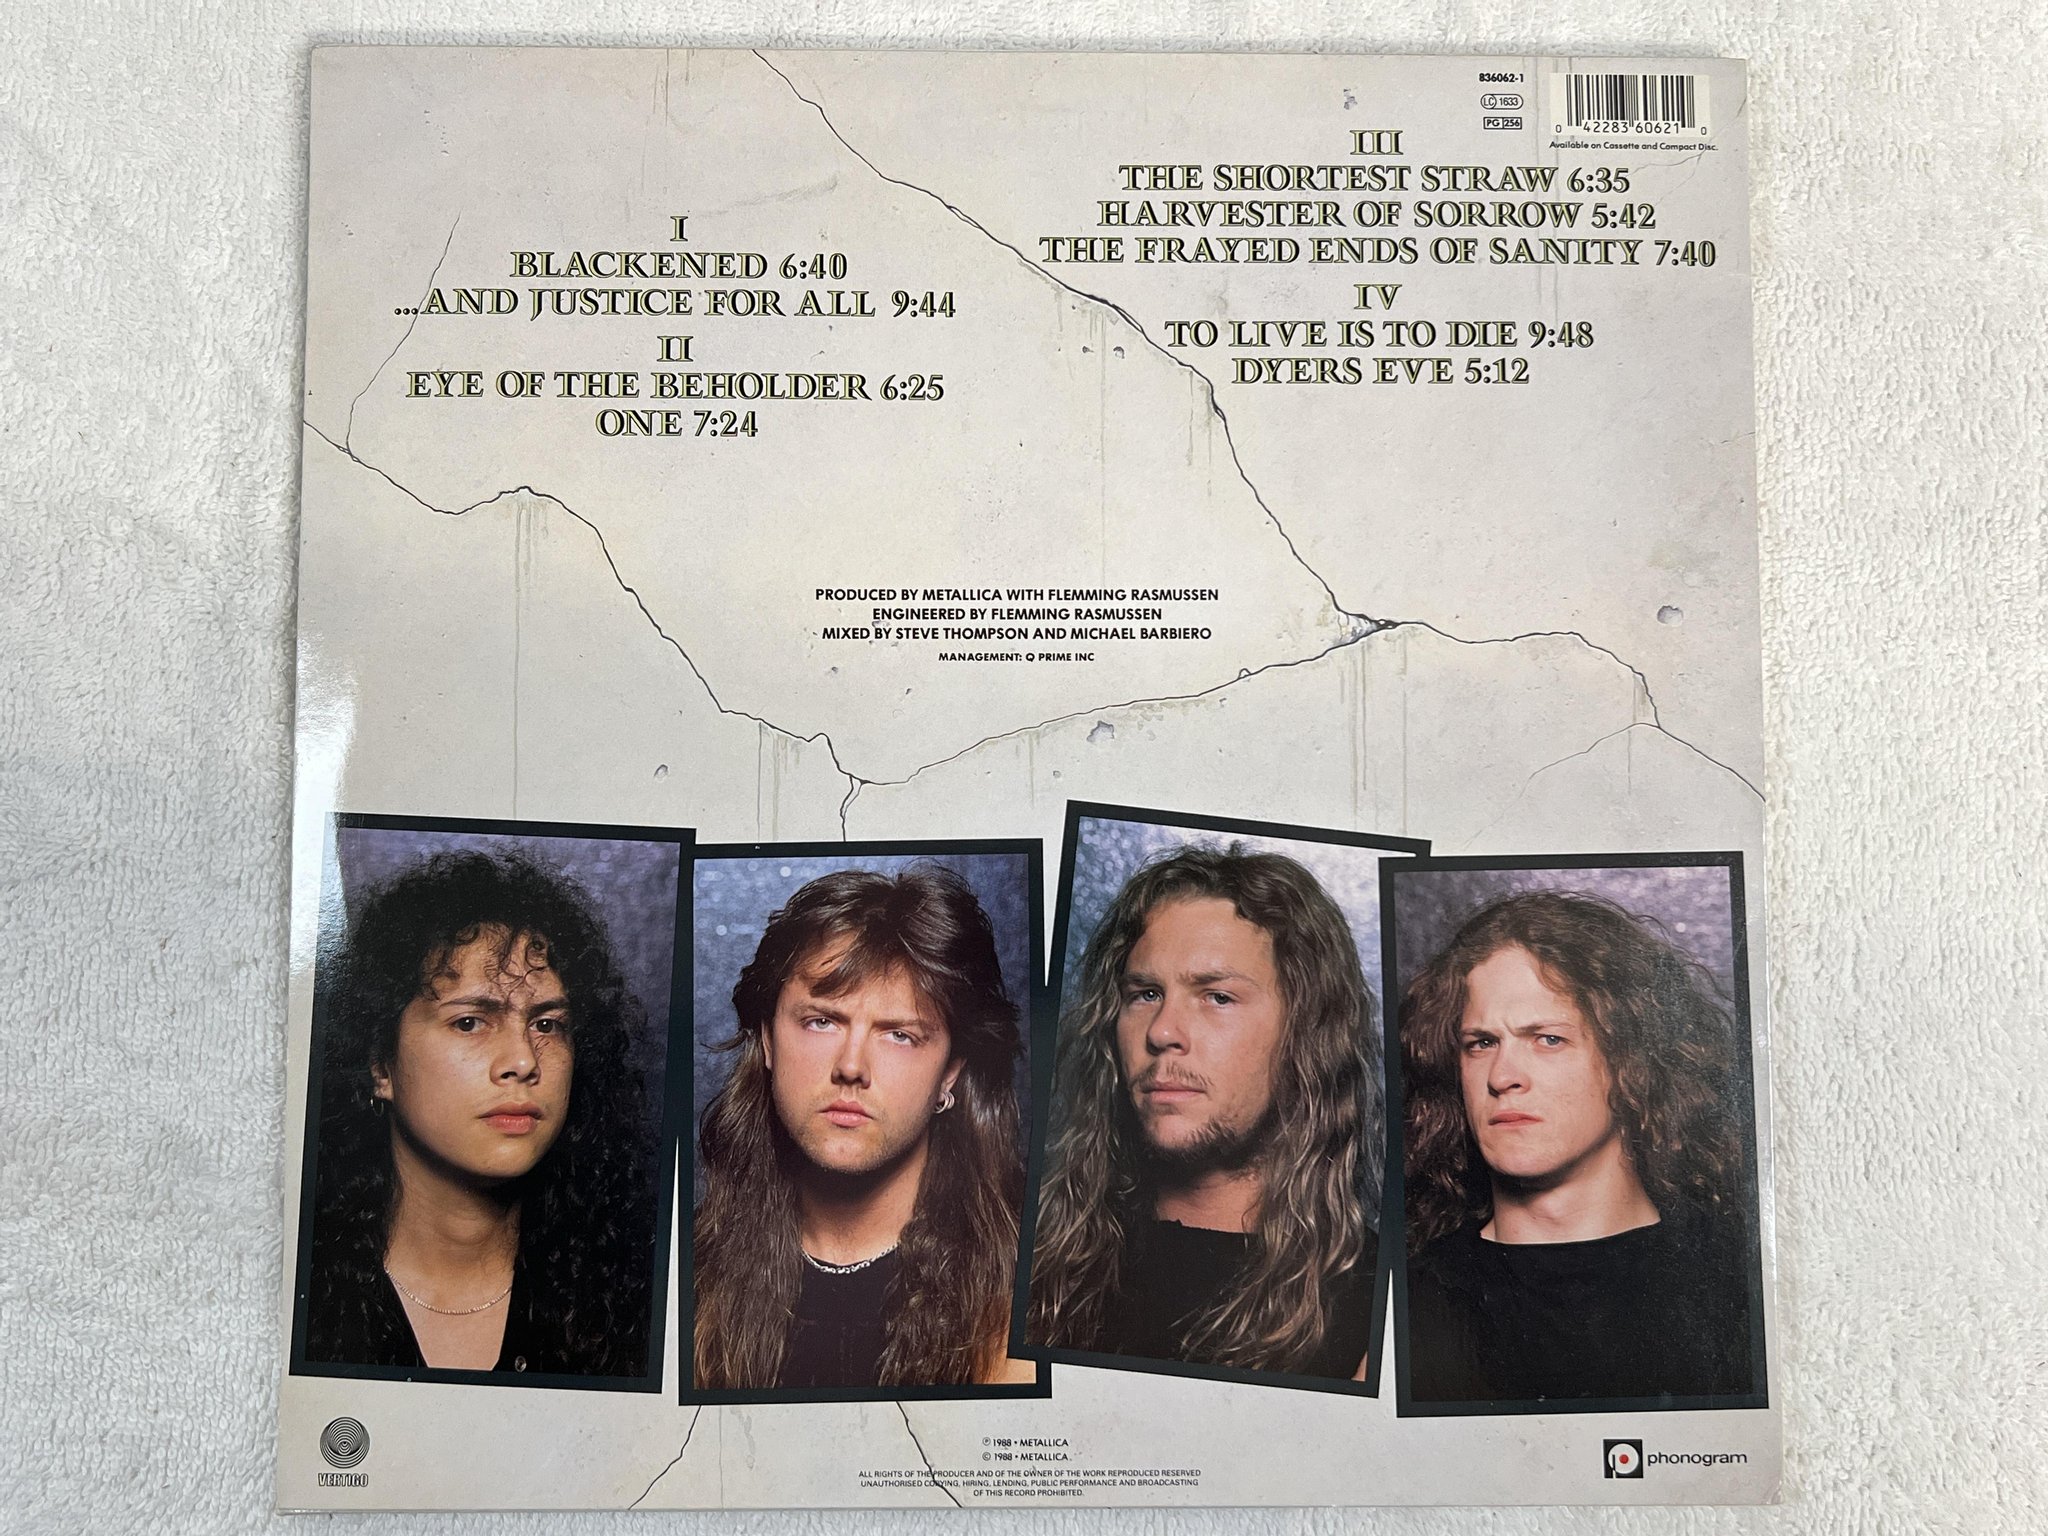 836062-1
LC 1633
PG 256
0 42283 60621 0
Available on Cassette and Compact Disc.
I
BLACKENED 6:40
...AND JUSTICE FOR ALL 9:44
II
EYE OF THE BEHOLDER 6:25
ONE 7:24
III
THE SHORTEST STRAW 6:35
HARVESTER OF SORROW 5:42
THE FRAYED ENDS OF SANITY 7:40
IV
TO LIVE IS TO DIE 9:48
DYERS EVE 5:12
PRODUCED BY METALLICA WITH FLEMMING RASMUSSEN
ENGINEERED BY FLEMMING RASMUSSEN
MIXED BY STEVE THOMPSON AND MICHAEL BARBIERO
MANAGEMENT: Q PRIME INC
VERTIGO
℗ 1988 • METALLICA
© 1988 • METALLICA
ALL RIGHTS OF THE PRODUCER AND OF THE OWNER OF THE WORK REPRODUCED RESERVED
UNAUTHORISED COPYING, HIRING, LENDING, PUBLIC PERFORMANCE AND BROADCASTING
OF THIS RECORD PROHIBITED.
phonogram